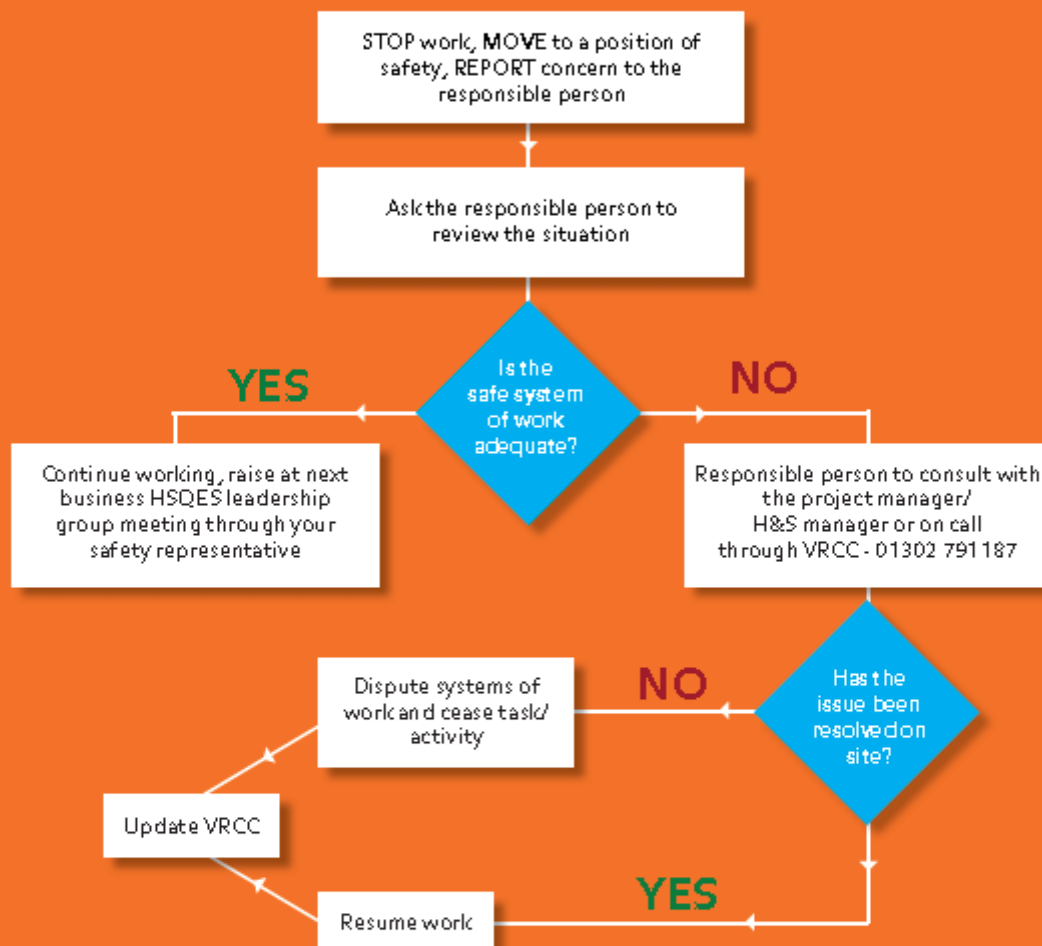 STOP work, MOVE to a position of
safety, REPORT concern to the
responsible person
Ask the responsible person to
review the situation
Is the
safe system
of work
adequate?
YES
NO
Continue working, raise at next
business HSQES leadership
group meeting through your
safety representative
Responsible person to consult with
the project manager/
H&S manager or on call
through VRCC - 01302 791187
Has the
issue been
resolved on
site?
NO
Dispute systems of
work and cease task/
activity
Update VRCC
YES
Resume work